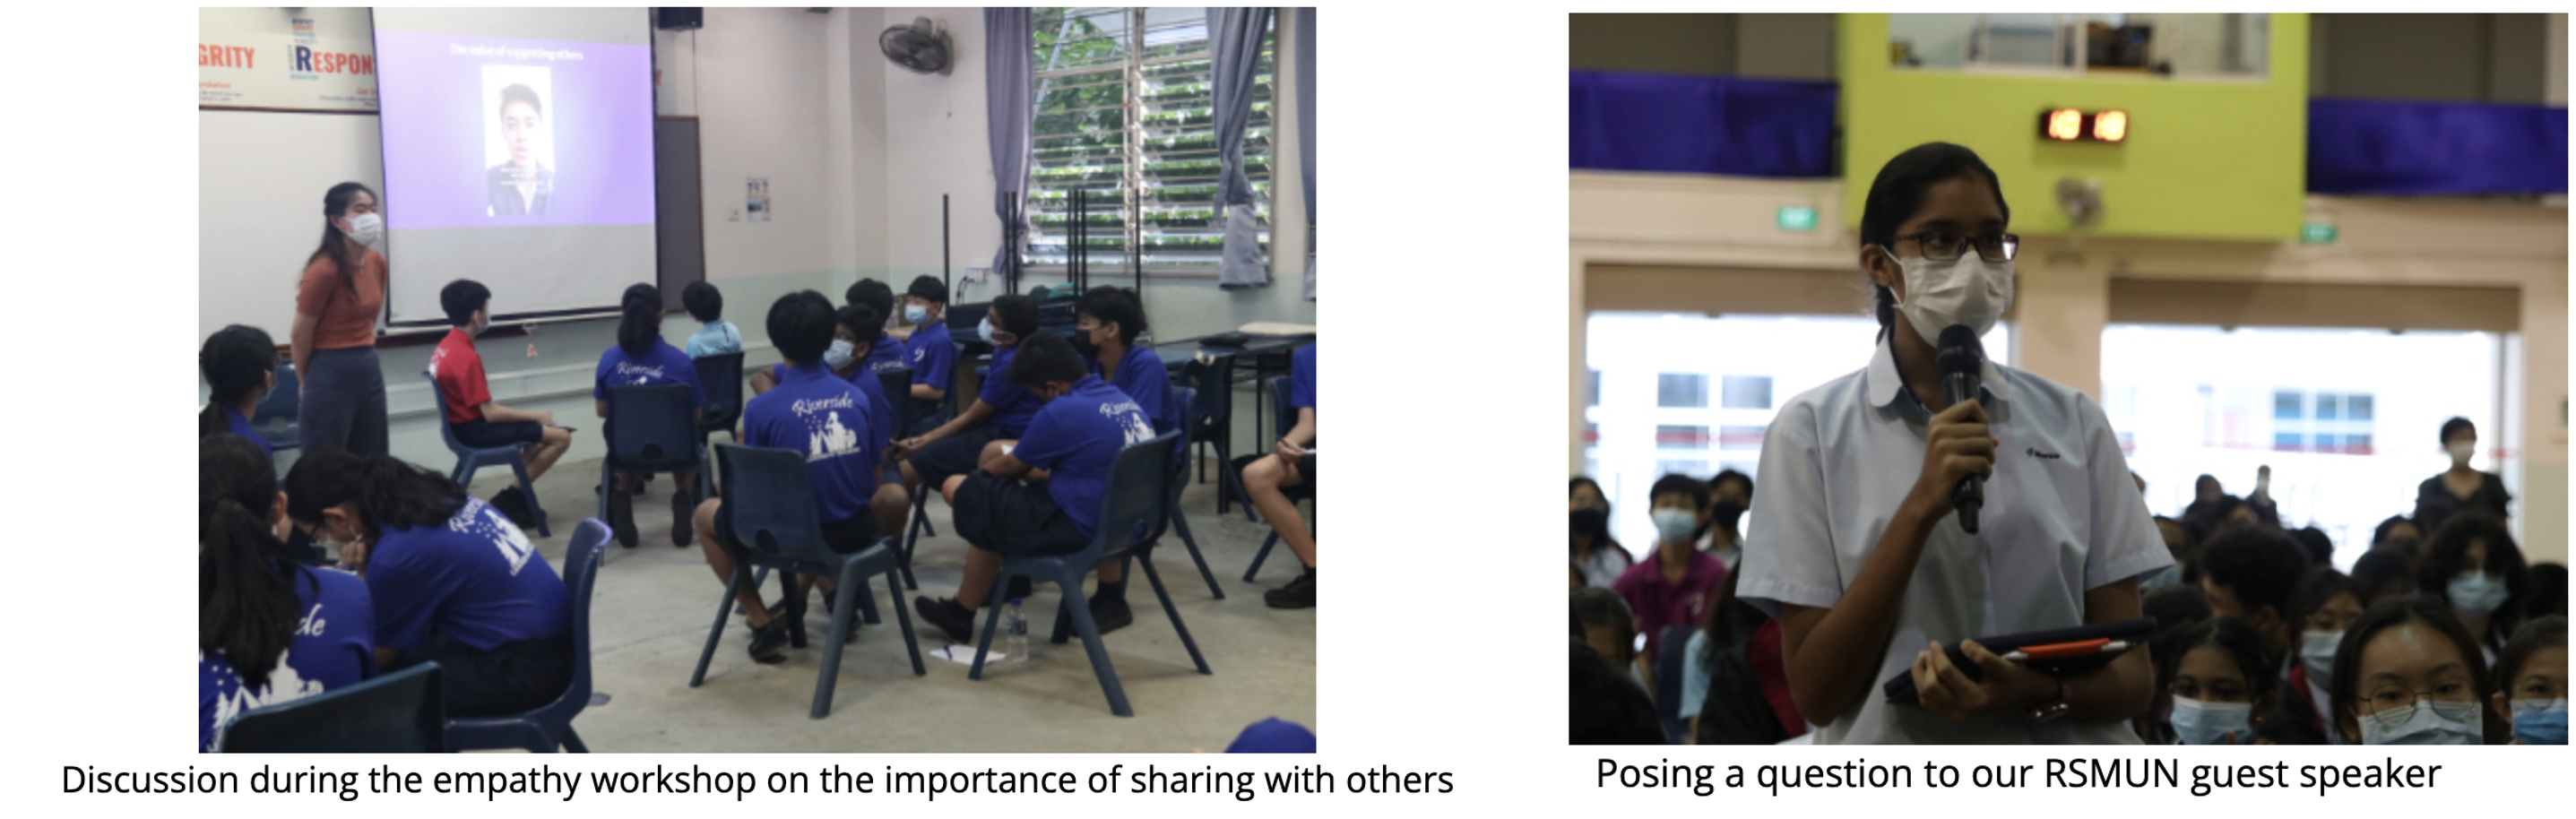 GRITY
RESPON
The value of supporting others
Riverside
Riverside
Riverside
Riverside
de
Discussion during the empathy workshop on the importance of sharing with others
Posing a question to our RSMUN guest speaker